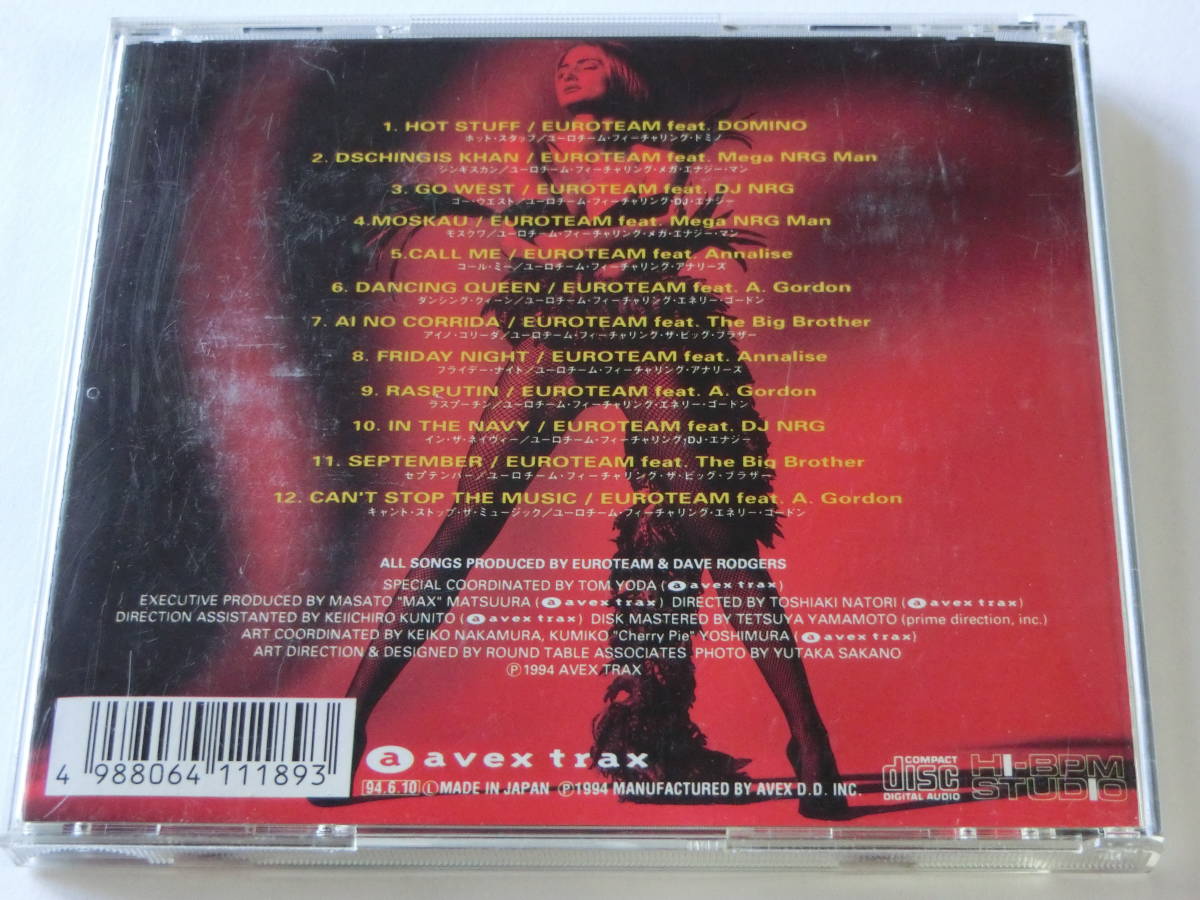 1. HOT STUFF / EUROTEAM feat. DOMINO
ホット・スタッフ/ユーロチーム・フィーチャリング・ドミノ
2. DSCHINGIS KHAN / EUROTEAM feat. Mega NRG Man
ジンギスカン/ユーロチーム・フィーチャリング・メガ・エナジー・マン
3. GO WEST / EUROTEAM feat. DJ NRG
ゴー・ウエスト/ユーロチーム・フィーチャリング・DJ・エナジー
4. MOSKAU / EUROTEAM feat. Mega NRG Man
モスクワ/ユーロチーム・フィーチャリング・メガ・エナジー・マン
5.CALL ME / EUROTEAM feat. Annalise
コール・ミー/ユーロチーム・フィーチャリング・アナリーズ
6. DANCING QUEEN / EUROTEAM feat. A. Gordon
ダンシング・クィーン/ユーロチーム・フィーチャリング・エネリー・ゴードン
7. AI NO CORRIDA / EUROTEAM feat. The Big Brother
アイノ・コリーダ/ユーロチーム・フィーチャリング・ザ・ビッグ・ブラザー
8. FRIDAY NIGHT / EUROTEAM feat. Annalise
フライデー・ナイト/ユーロチーム・フィーチャリング・アナリーズ
9. RASPUTIN / EUROTEAM feat. A. Gordon
ラスプーチン/ユーロチーム・フィーチャリング・エネリー・ゴードン
10. IN THE NAVY / EUROTEAM feat. DJ NRG
イン・ザ・ネイヴィー/ユーロチーム・フィーチャリング・DJ・エナジー
11. SEPTEMBER / EUROTEAM feat. The Big Brother
セプテンバー/ユーロチーム・フィーチャリング・ザ・ビッグ・ブラザー
12. CAN'T STOP THE MUSIC / EUROTEAM feat. A. Gordon
キャント・ストップ・ザ・ミュージック/ユーロチーム・フィーチャリング・エネリー・ゴードン
ALL SONGS PRODUCED BY EUROTEAM & DAVE RODGERS
SPECIAL COORDINATED BY TOM YODA (a avex trax)
EXECUTIVE PRODUCED BY MASATO "MAX" MATSUURA (a avex trax) DIRECTED BY TOSHIAKI NATORI (a avex trax)
DIRECTION ASSISTANTED BY KEIICHIRO KUNITO (a avex trax) DISK MASTERED BY TETSUYA YAMAMOTO (prime direction, inc.)
ART COORDINATED BY KEIKO NAKAMURA, KUMIKO "Cherry Pie" YOSHIMURA (a avex trax)
ART DIRECTION & DESIGNED BY ROUND TABLE ASSOCIATES PHOTO BY YUTAKA SAKANO
Ⓟ1994 AVEX TRAX
4 988064 111893
a avex trax
94.6.10 Ⓛ MADE IN JAPAN Ⓟ1994 MANUFACTURED BY AVEX D.D. INC.
COMPACT
disc
DIGITAL AUDIO
HI-BPM
STUDIO